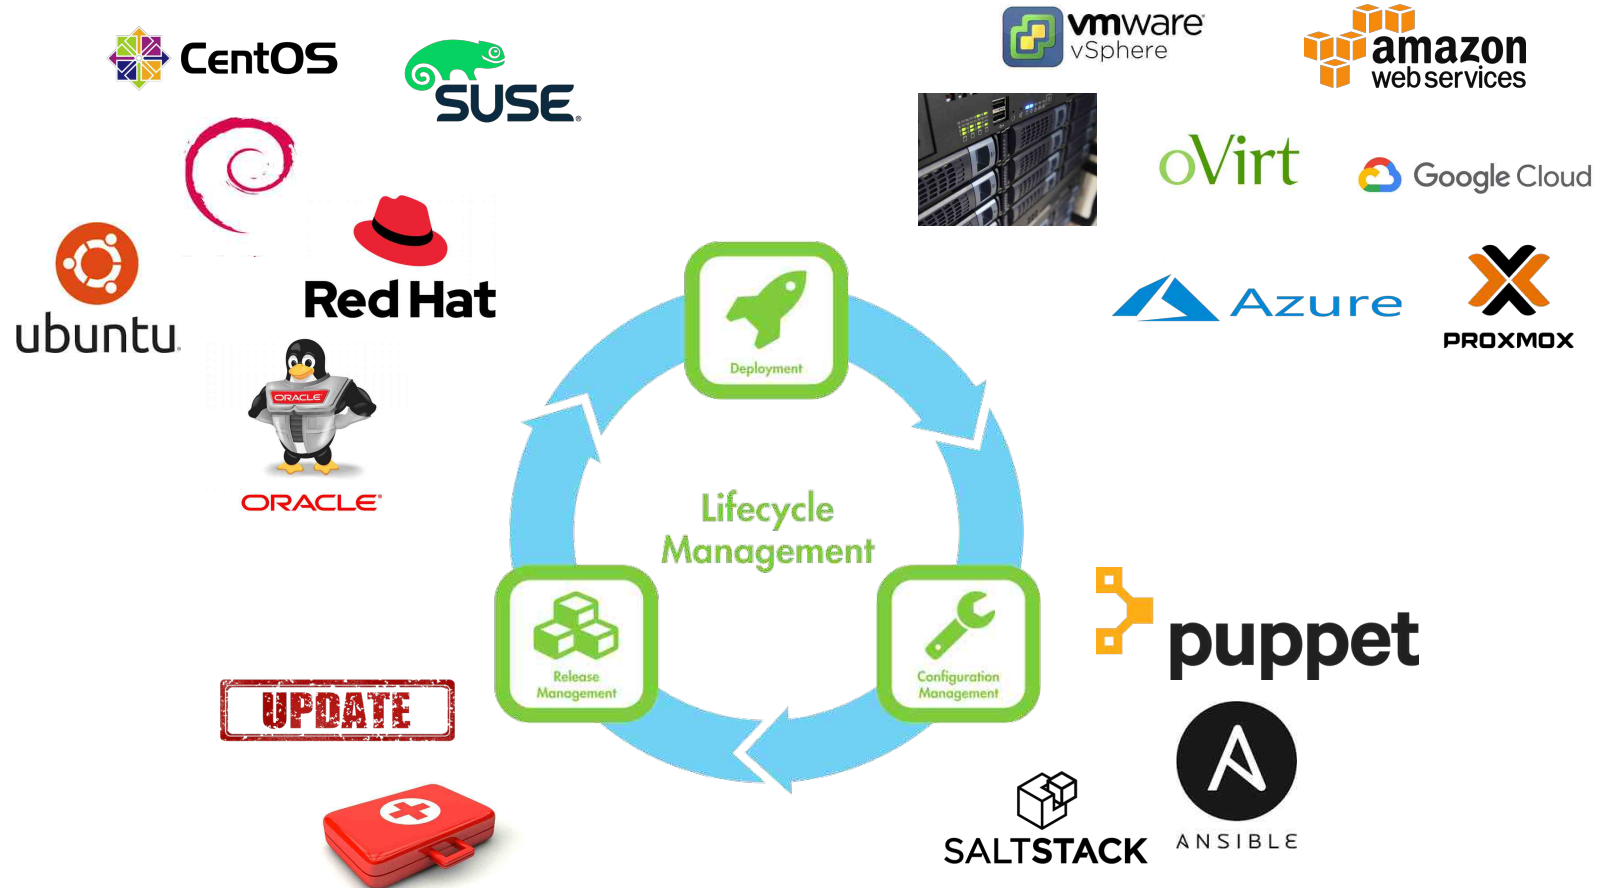 CentOS
SUSE
vmware
vSphere
amazon
web services
oVirt
Google Cloud
ubuntu
Red Hat
Azure
PROXMOX
ORACLE
ORACLE
Deployment
Lifecycle
Management
Release
Management
Configuration
Management
puppet
UPDATE
SALTSTACK
ANSIBLE